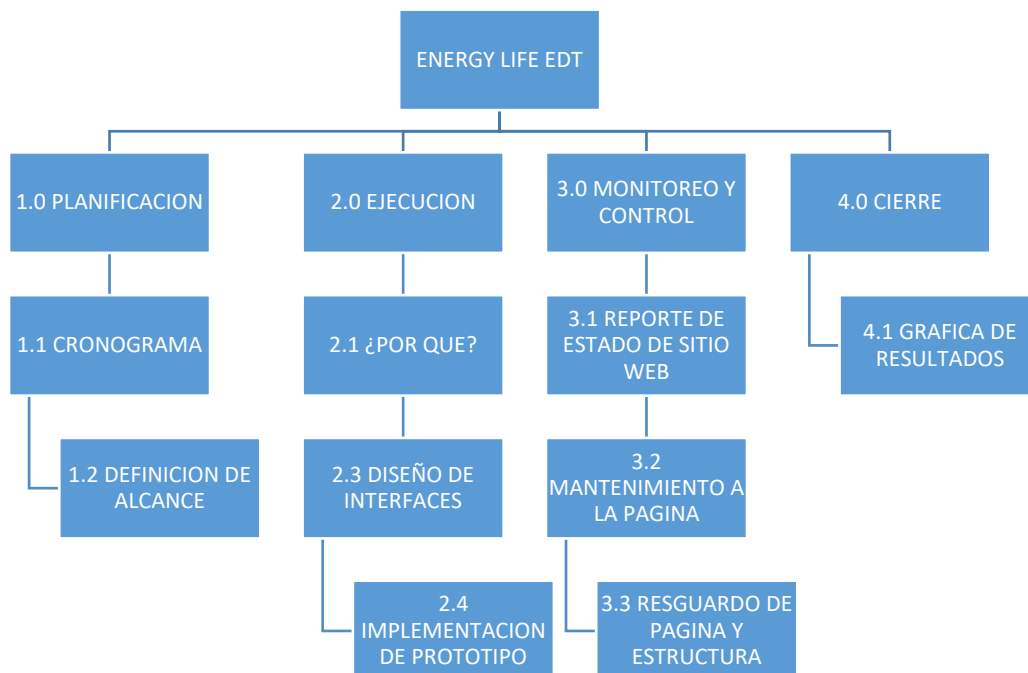 ENERGY LIFE EDT
1.0 PLANIFICACION
2.0 EJECUCION
3.0 MONITOREO Y
CONTROL
4.0 CIERRE
1.1 CRONOGRAMA
2.1 ¿POR QUE?
3.1 REPORTE DE
ESTADO DE SITIO
WEB
4.1 GRAFICA DE
RESULTADOS
1.2 DEFINICION DE
ALCANCE
2.3 DISEÑO DE
INTERFACES
3.2
MANTENIMIENTO A
LA PAGINA
2.4
IMPLEMENTACION
DE PROTOTIPO
3.3 RESGUARDO DE
PAGINA Y
ESTRUCTURA